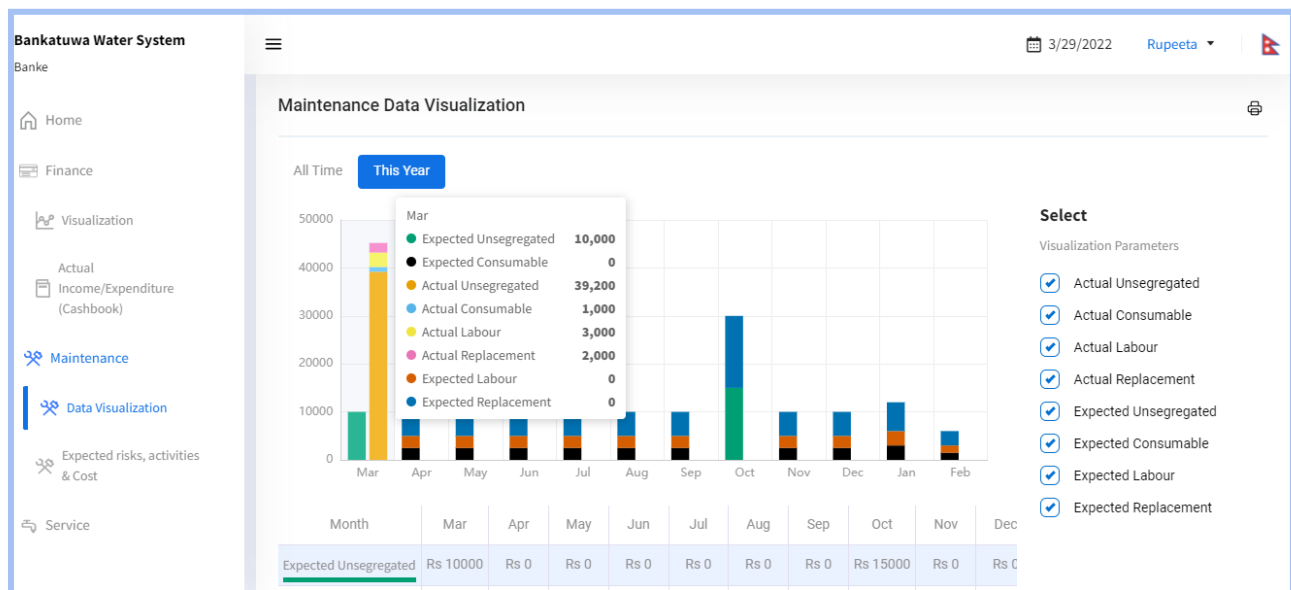 Bankatuwa Water System
Banke
3/29/2022 Rupeeta
Home
Finance
Visualization
Actual
Income/Expenditure
(Cashbook)
Maintenance
Data Visualization
Expected risks, activities
& Cost
Service
Maintenance Data Visualization
All Time This Year
50000
40000
30000
20000
10000
0
Mar
Expected Unsegregated 10,000
Expected Consumable 0
Actual Unsegregated 39,200
Actual Consumable 1,000
Actual Labour 3,000
Actual Replacement 2,000
Expected Labour 0
Expected Replacement 0
Mar Apr May Jun Jul Aug Sep Oct Nov Dec Jan Feb
Select
Visualization Parameters
Actual Unsegregated
Actual Consumable
Actual Labour
Actual Replacement
Expected Unsegregated
Expected Consumable
Expected Labour
Expected Replacement
Month Mar Apr May Jun Jul Aug Sep Oct Nov Dec
Expected Unsegregated Rs 10000 Rs 0 Rs 0 Rs 0 Rs 0 Rs 0 Rs 0 Rs 15000 Rs 0 Rs 0